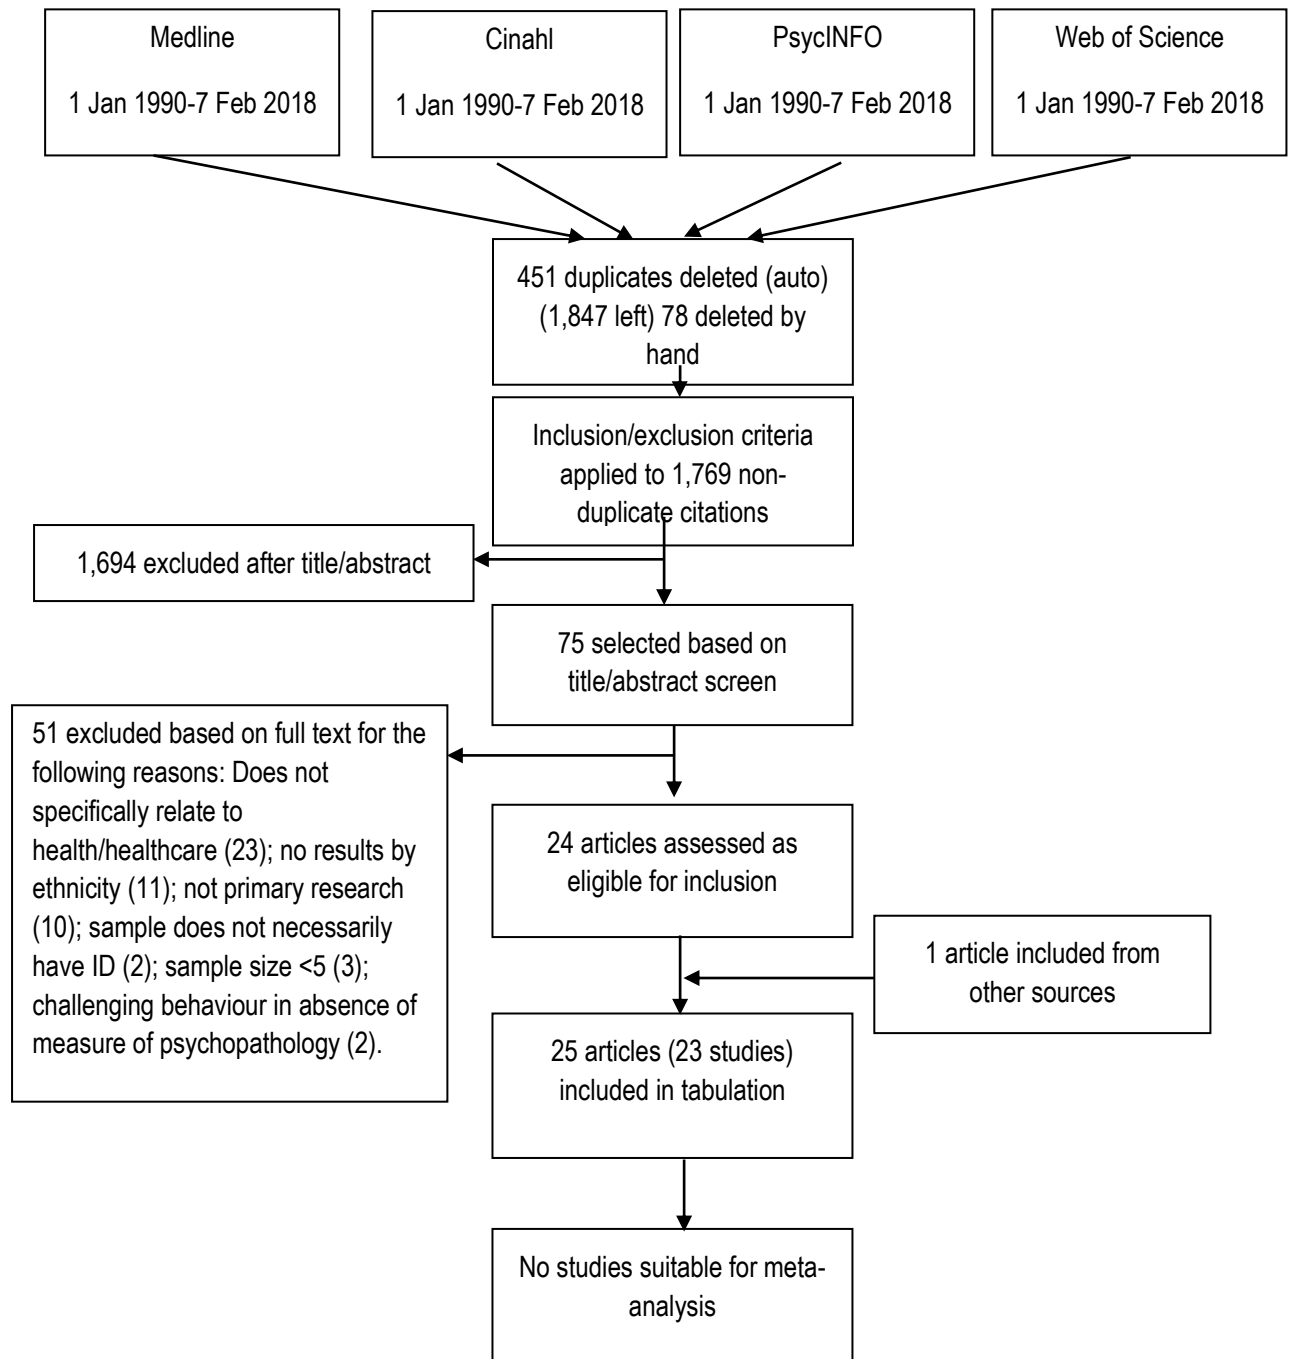 Medline
1 Jan 1990-7 Feb 2018
Cinahl
1 Jan 1990-7 Feb 2018
PsycINFO
1 Jan 1990-7 Feb 2018
Web of Science
1 Jan 1990-7 Feb 2018
451 duplicates deleted (auto)
(1,847 left) 78 deleted by
hand
Inclusion/exclusion criteria
applied to 1,769 non-
duplicate citations
1,694 excluded after title/abstract
75 selected based on
title/abstract screen
51 excluded based on full text for the
following reasons: Does not
specifically relate to
health/healthcare (23); no results by
ethnicity (11); not primary research
(10); sample does not necessarily
have ID (2); sample size <5 (3);
challenging behaviour in absence of
measure of psychopathology (2).
24 articles assessed as
eligible for inclusion
1 article included from
other sources
25 articles (23 studies)
included in tabulation
No studies suitable for meta-
analysis